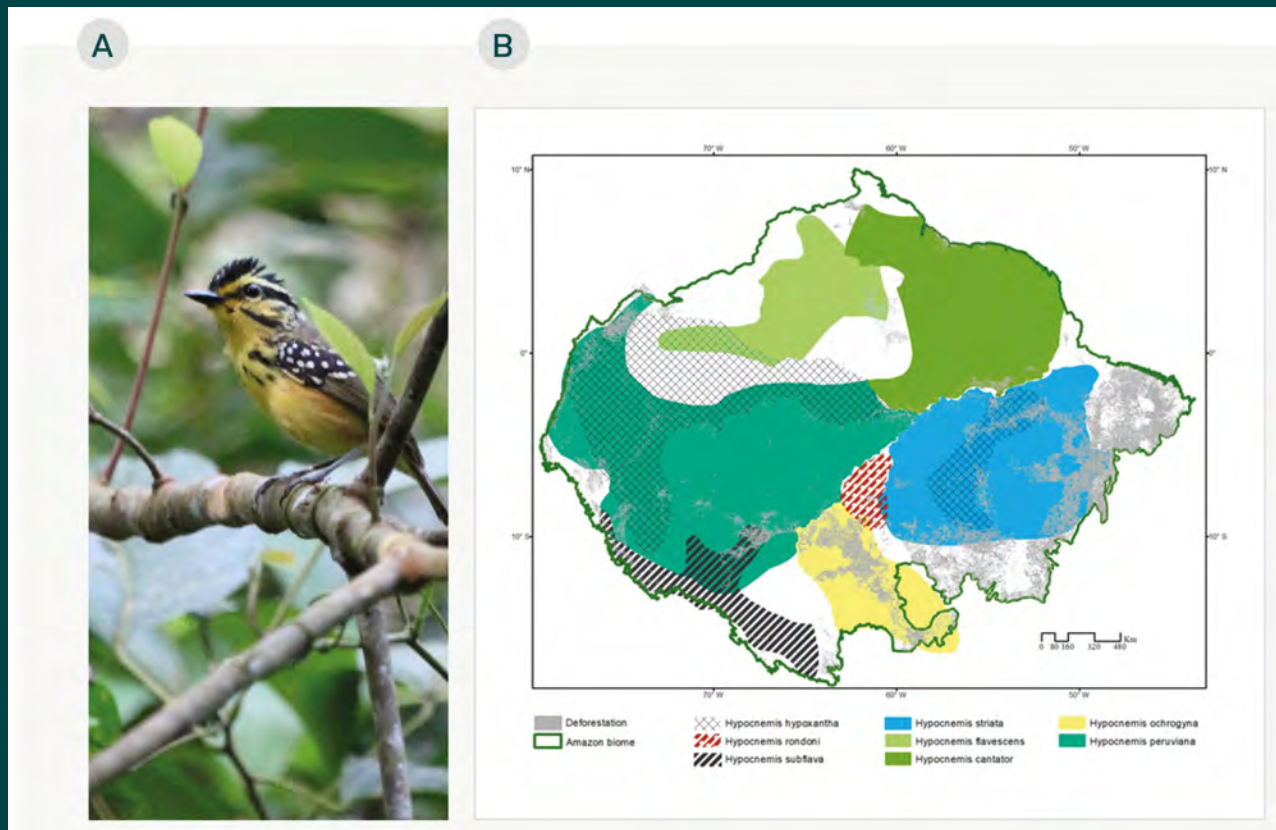 A
B
70° W
60° W
50° W
10° N
10° N
0°
0°
10° S
10° S
Km
0 80 160 320 480
70° W
60° W
50° W
Deforestation
Amazon biome
Hypocnemis hypoxantha
Hypocnemis rondoni
Hypocnemis subflava
Hypocnemis striata
Hypocnemis flavescens
Hypocnemis cantator
Hypocnemis ochrogyna
Hypocnemis peruviana